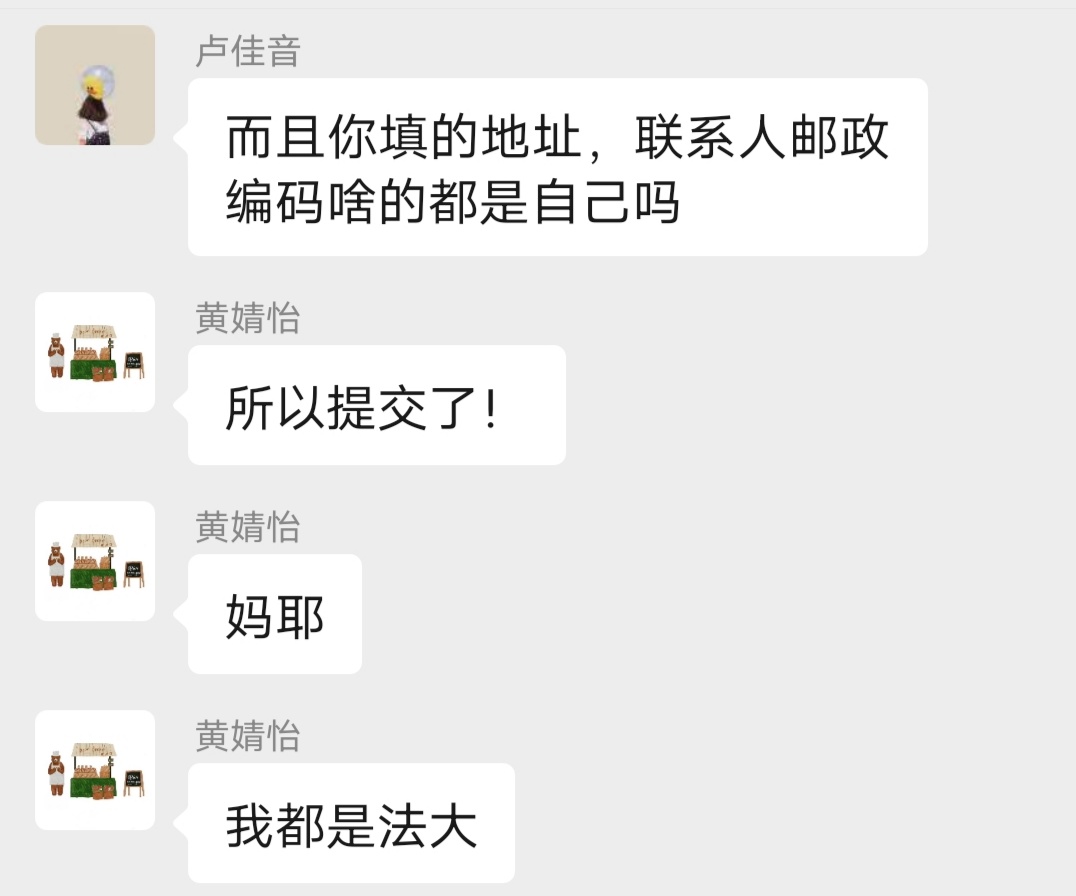 卢佳音
而且你填的地址，联系人邮政
编码啥的都是自己吗
黄婧怡
所以提交了！
黄婧怡
妈耶
黄婧怡
我都是法大